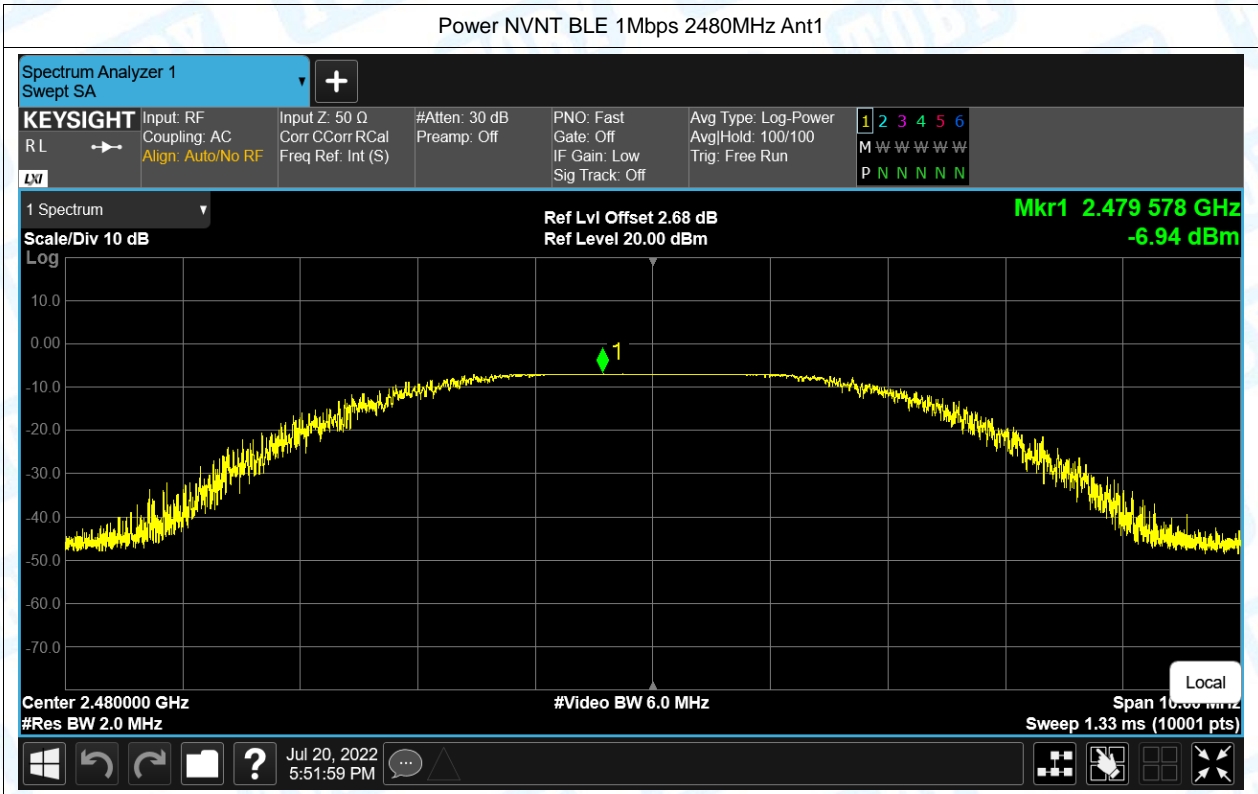 Power NVNT BLE 1Mbps 2480MHz Ant1
Spectrum Analyzer 1
Swept SA
KEYSIGHT
R L
LXI
Input: RF
Coupling: AC
Align: Auto/No RF
Input Z: 50 Ω
Corr CCorr RCal
Freq Ref: Int (S)
#Atten: 30 dB
Preamp: Off
PNO: Fast
Gate: Off
IF Gain: Low
Sig Track: Off
Avg Type: Log-Power
Avg|Hold: 100/100
Trig: Free Run
1 2 3 4 5 6
M W W W W W
P N N N N N
1 Spectrum
Scale/Div 10 dB
Ref Lvl Offset 2.68 dB
Ref Level 20.00 dBm
Mkr1 2.479 578 GHz
-6.94 dBm
Log
10.0
0.00
-10.0
-20.0
-30.0
-40.0
-50.0
-60.0
-70.0
1
Local
Center 2.480000 GHz
#Res BW 2.0 MHz
#Video BW 6.0 MHz
Span 10.00 MHz
Sweep 1.33 ms (10001 pts)
?
Jul 20, 2022
5:51:59 PM